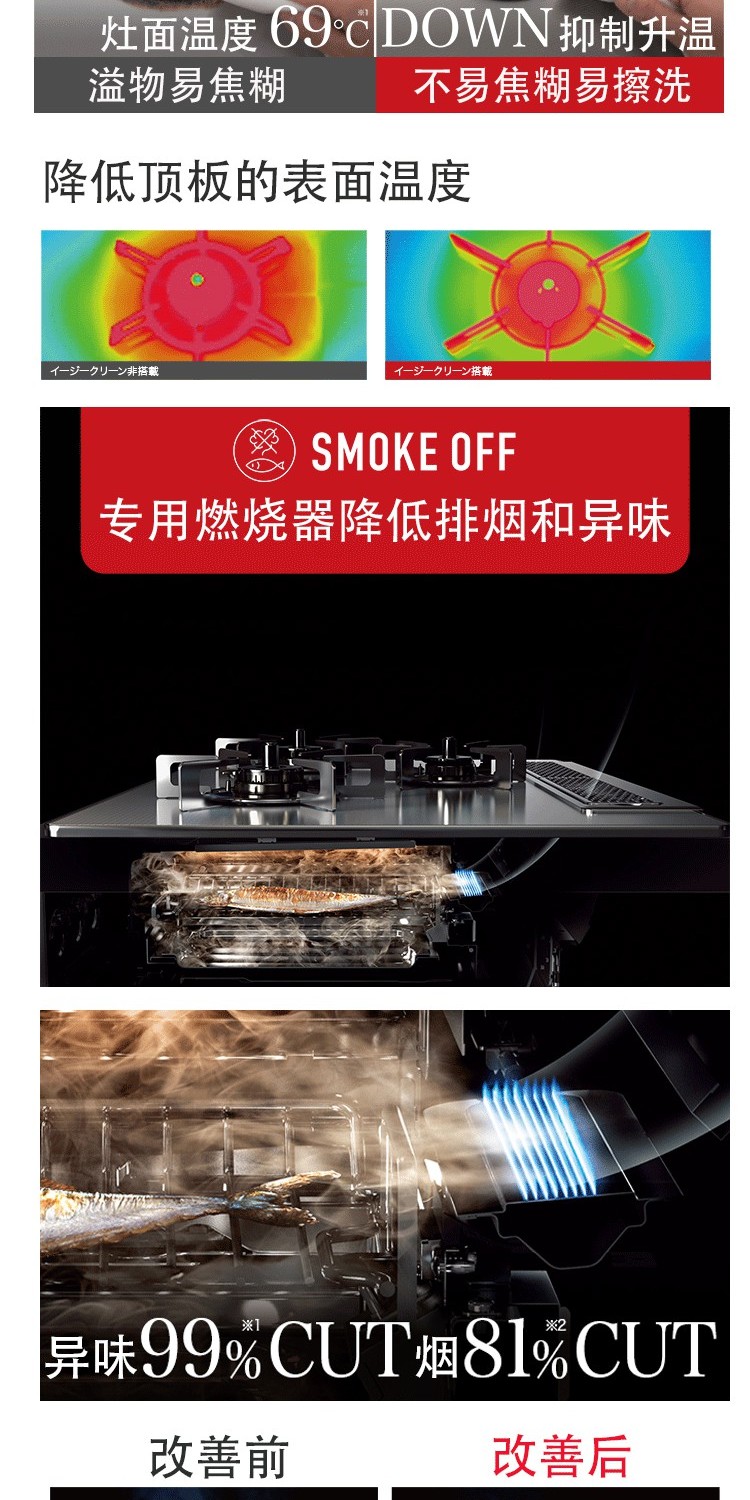 灶面温度 69℃※1 DOWN 抑制升温
溢物易焦糊
不易焦糊易擦洗
降低顶板的表面温度
イージークリーン非搭載
イージークリーン搭載
SMOKE OFF
专用燃烧器降低排烟和异味
异味99%※1CUT烟81%※2CUT
改善前
改善后